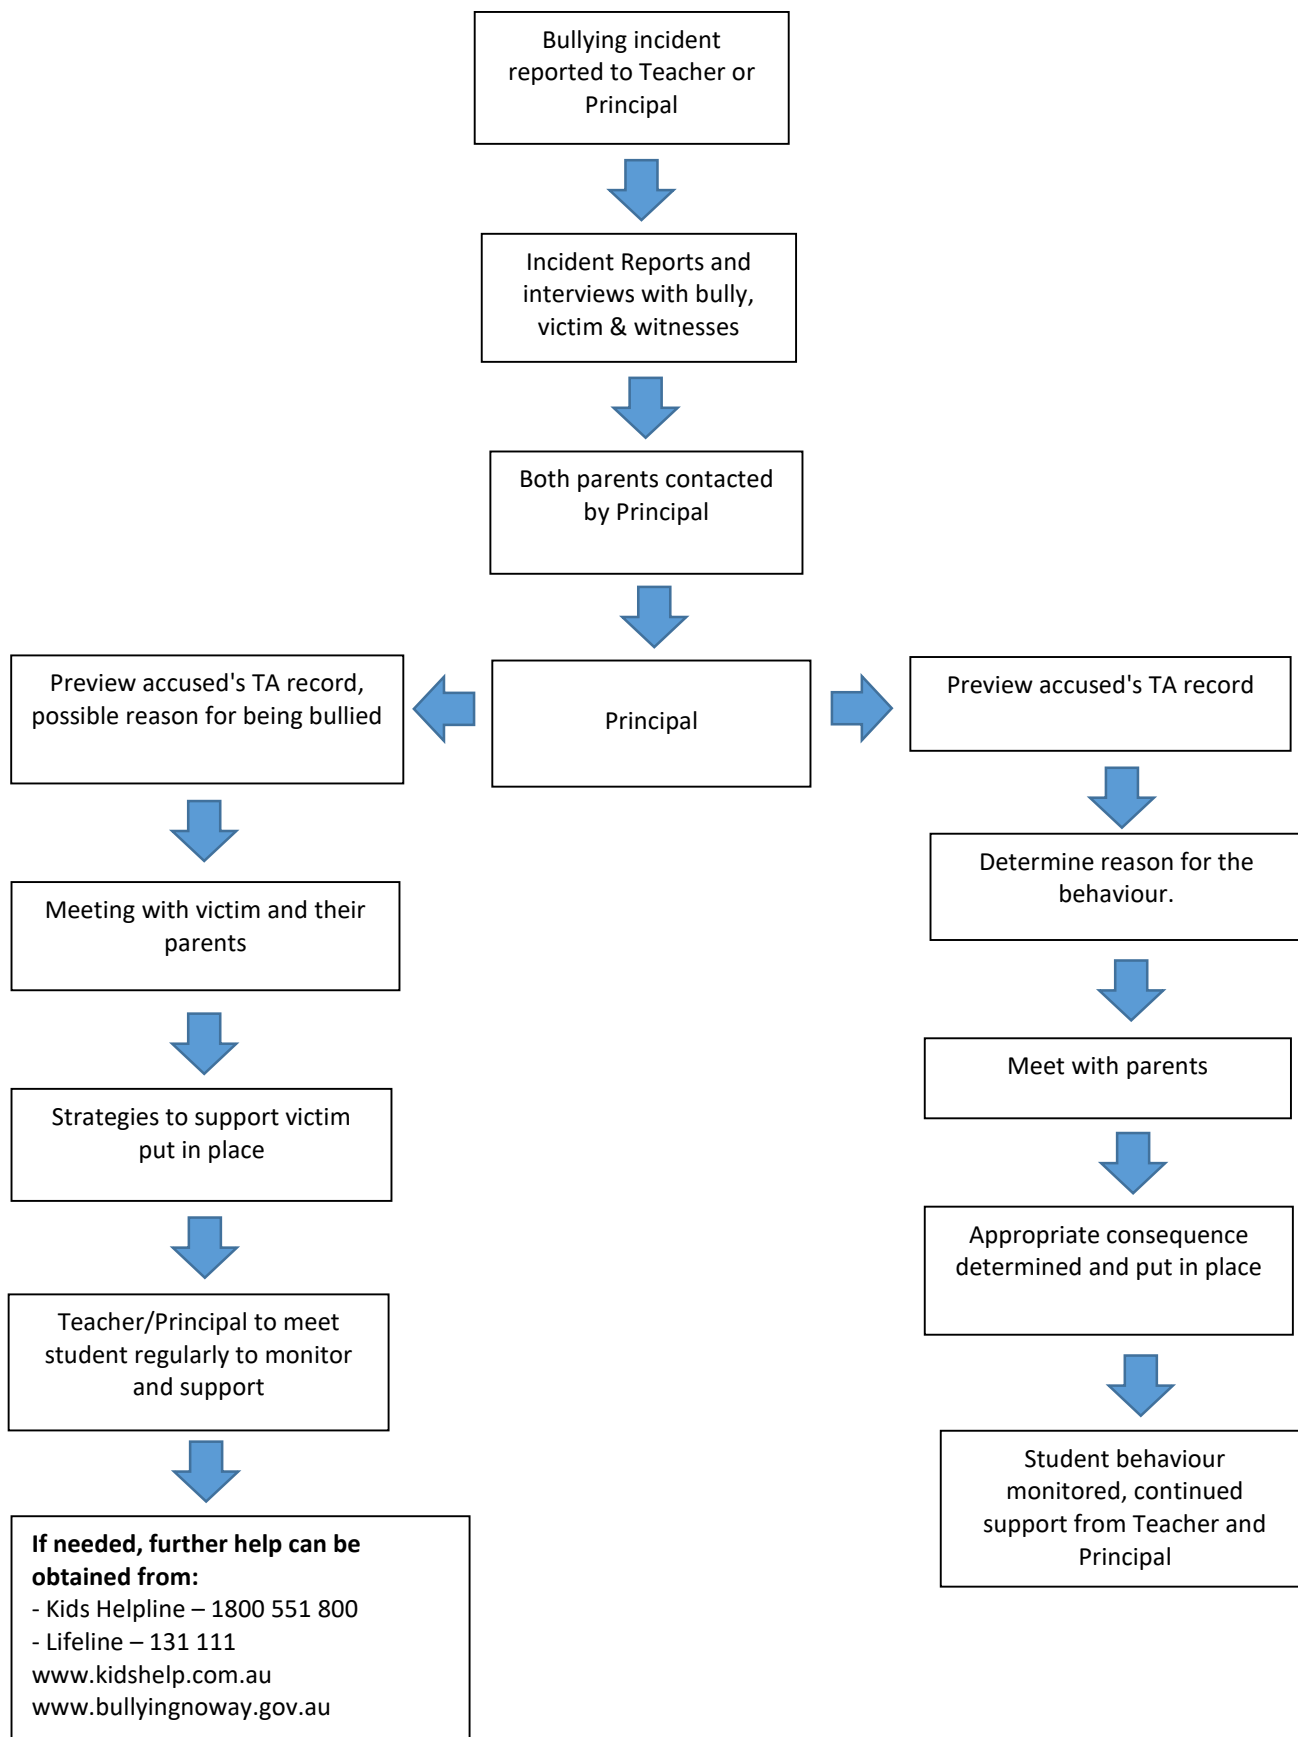 Bullying incident
reported to Teacher or
Principal
Incident Reports and
interviews with bully,
victim & witnesses
Both parents contacted
by Principal
Principal
Preview accused's TA record,
possible reason for being bullied
Meeting with victim and their
parents
Strategies to support victim
put in place
Teacher/Principal to meet
student regularly to monitor
and support
If needed, further help can be
obtained from:
- Kids Helpline – 1800 551 800
- Lifeline – 131 111
www.kidshelp.com.au
www.bullyingnoway.gov.au
Preview accused's TA record
Determine reason for the
behaviour.
Meet with parents
Appropriate consequence
determined and put in place
Student behaviour
monitored, continued
support from Teacher and
Principal